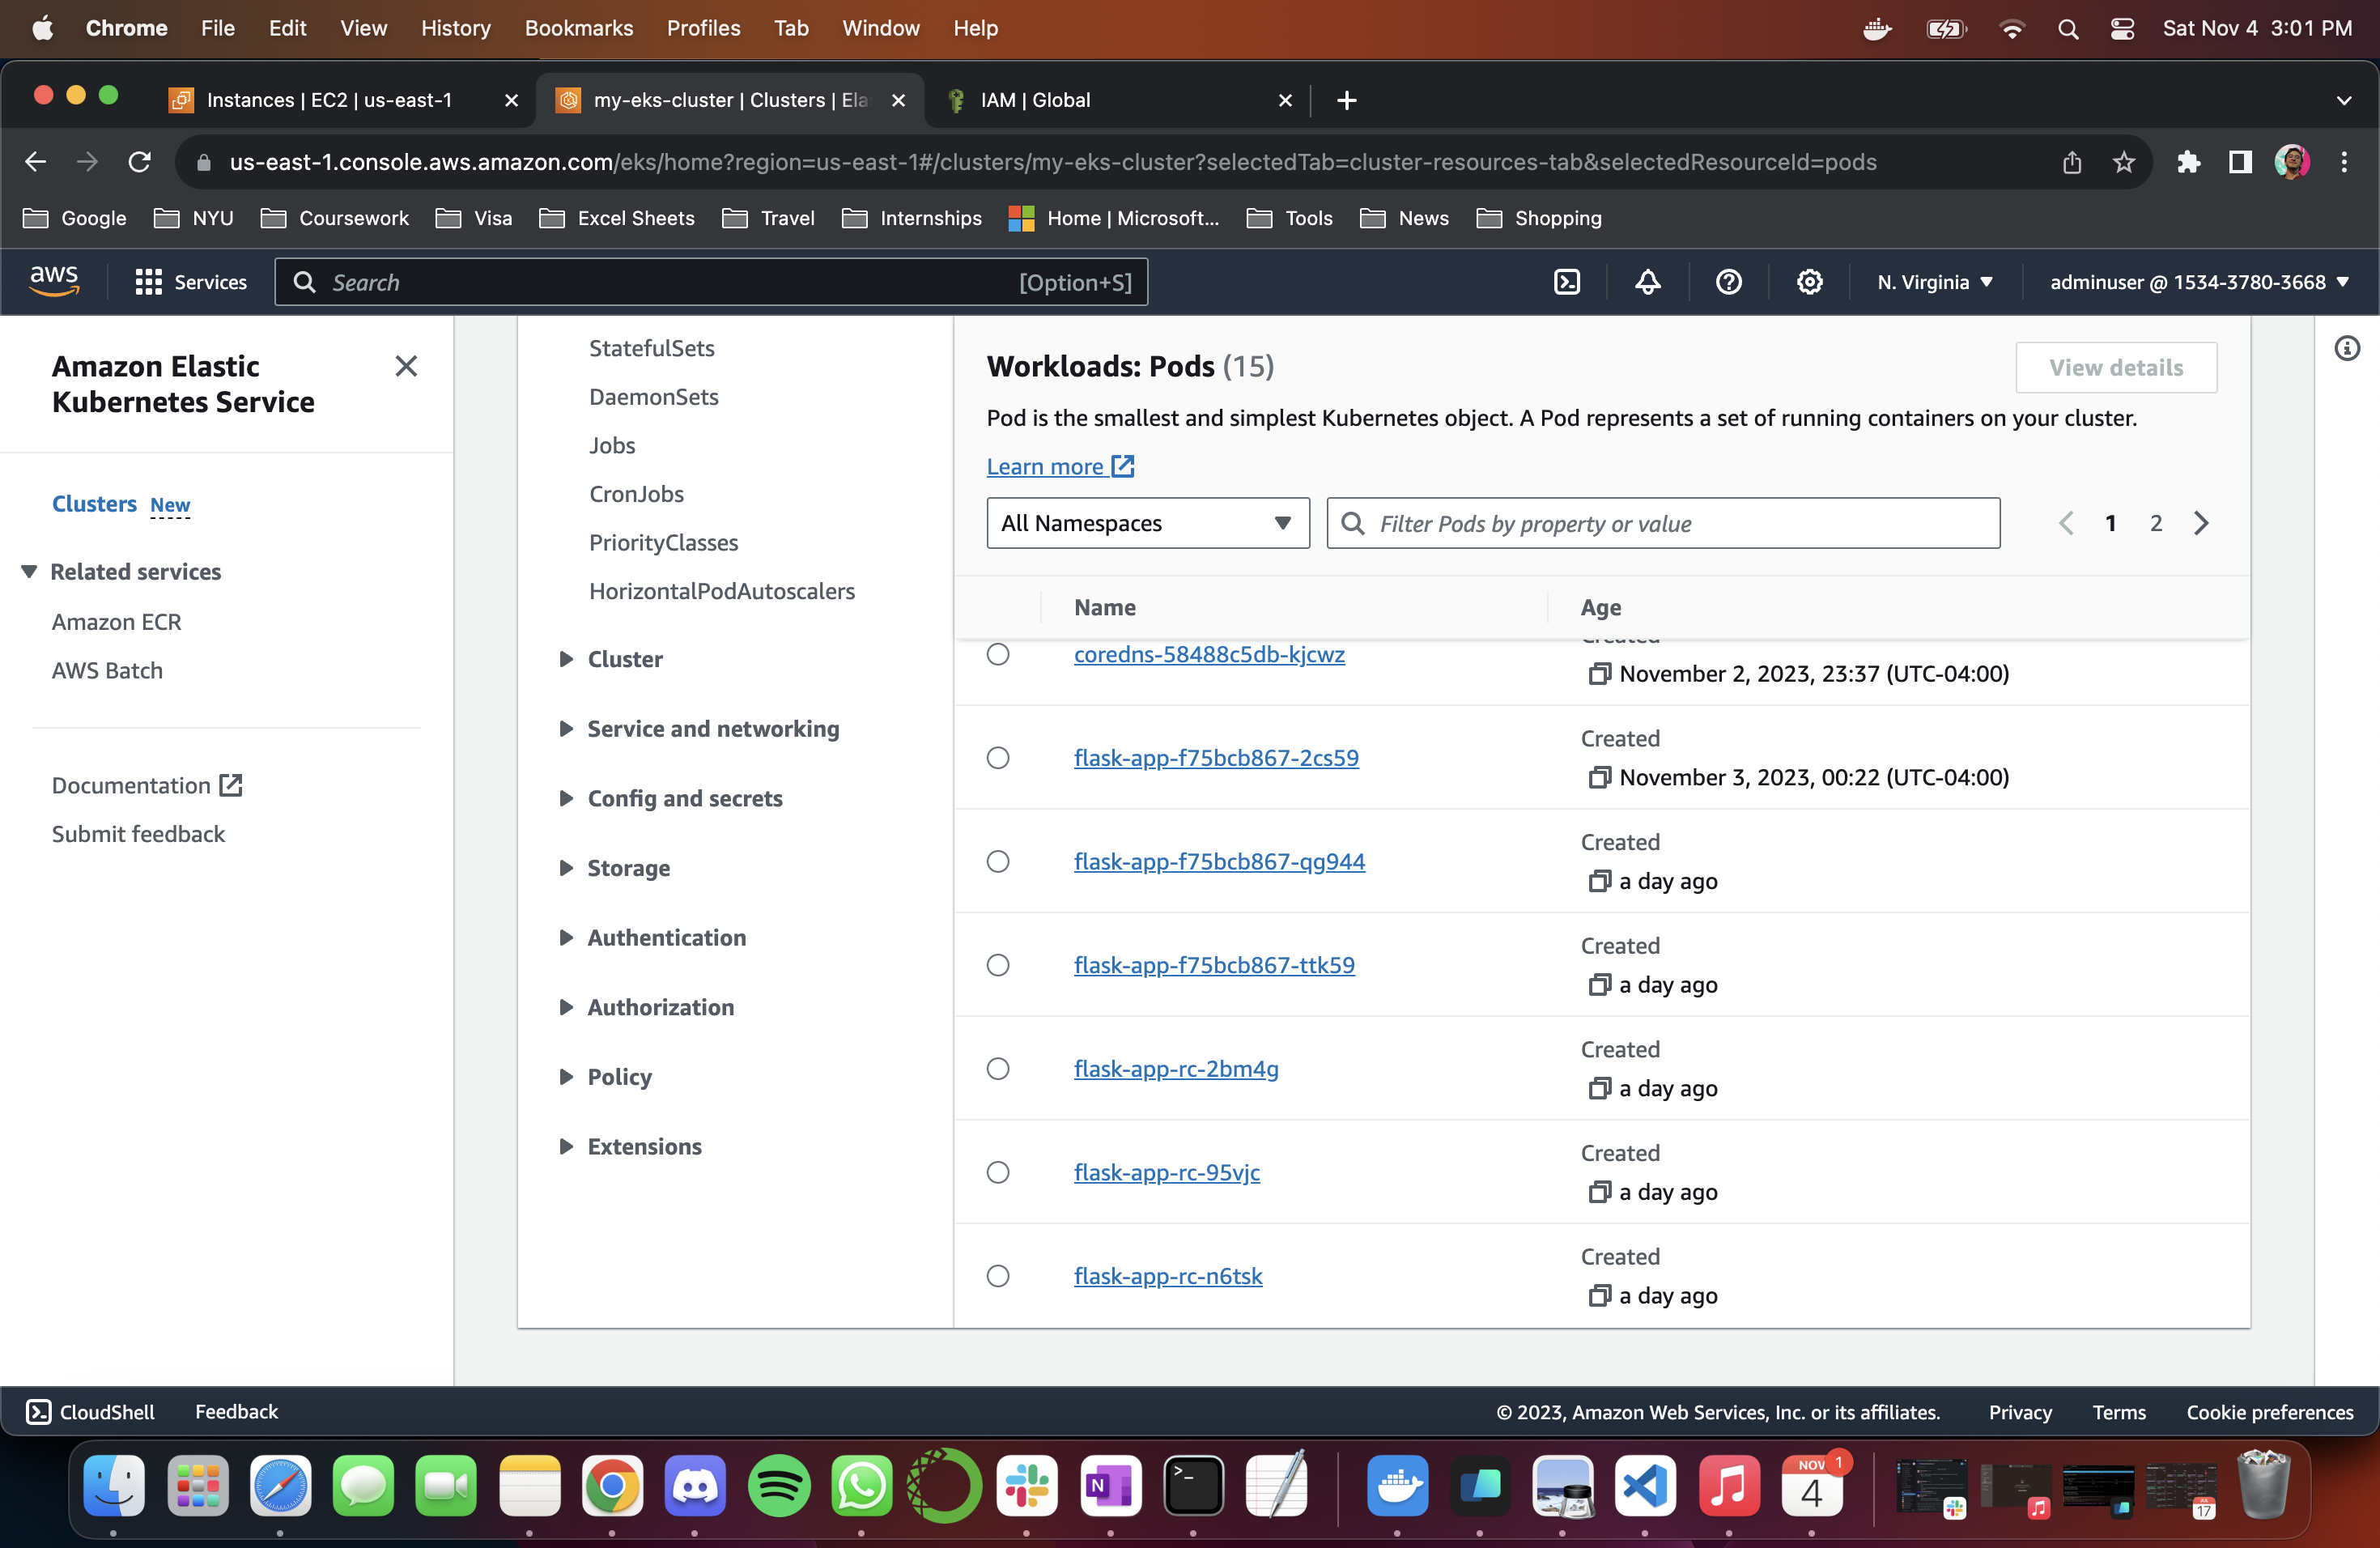 Chrome File Edit View History Bookmarks Profiles Tab Window Help Sat Nov 4 3:01 PM
Instances | EC2 | us-east-1 my-eks-cluster | Clusters | Ela IAM | Global
us-east-1.console.aws.amazon.com/eks/home?region=us-east-1#/clusters/my-eks-cluster?selectedTab=cluster-resources-tab&selectedResourceId=pods
Google NYU Coursework Visa Excel Sheets Travel Internships Home | Microsoft... Tools News Shopping
aws Services Search [Option+S] N. Virginia adminuser @ 1534-3780-3668
Amazon Elastic
Kubernetes Service
Clusters New
Related services
Amazon ECR
AWS Batch
Documentation
Submit feedback
StatefulSets
DaemonSets
Jobs
CronJobs
PriorityClasses
HorizontalPodAutoscalers
Cluster
Service and networking
Config and secrets
Storage
Authentication
Authorization
Policy
Extensions
Workloads: Pods (15)
View details
Pod is the smallest and simplest Kubernetes object. A Pod represents a set of running containers on your cluster.
Learn more
All Namespaces Filter Pods by property or value 1 2
Name Age
Created
coredns-58488c5db-kjcwz
November 2, 2023, 23:37 (UTC-04:00)
Created
flask-app-f75bcb867-2cs59
November 3, 2023, 00:22 (UTC-04:00)
Created
flask-app-f75bcb867-qg944
a day ago
Created
flask-app-f75bcb867-ttk59
a day ago
Created
flask-app-rc-2bm4g
a day ago
Created
flask-app-rc-95vjc
a day ago
Created
flask-app-rc-n6tsk
a day ago
CloudShell Feedback © 2023, Amazon Web Services, Inc. or its affiliates. Privacy Terms Cookie preferences
N
NOV 1
4
17